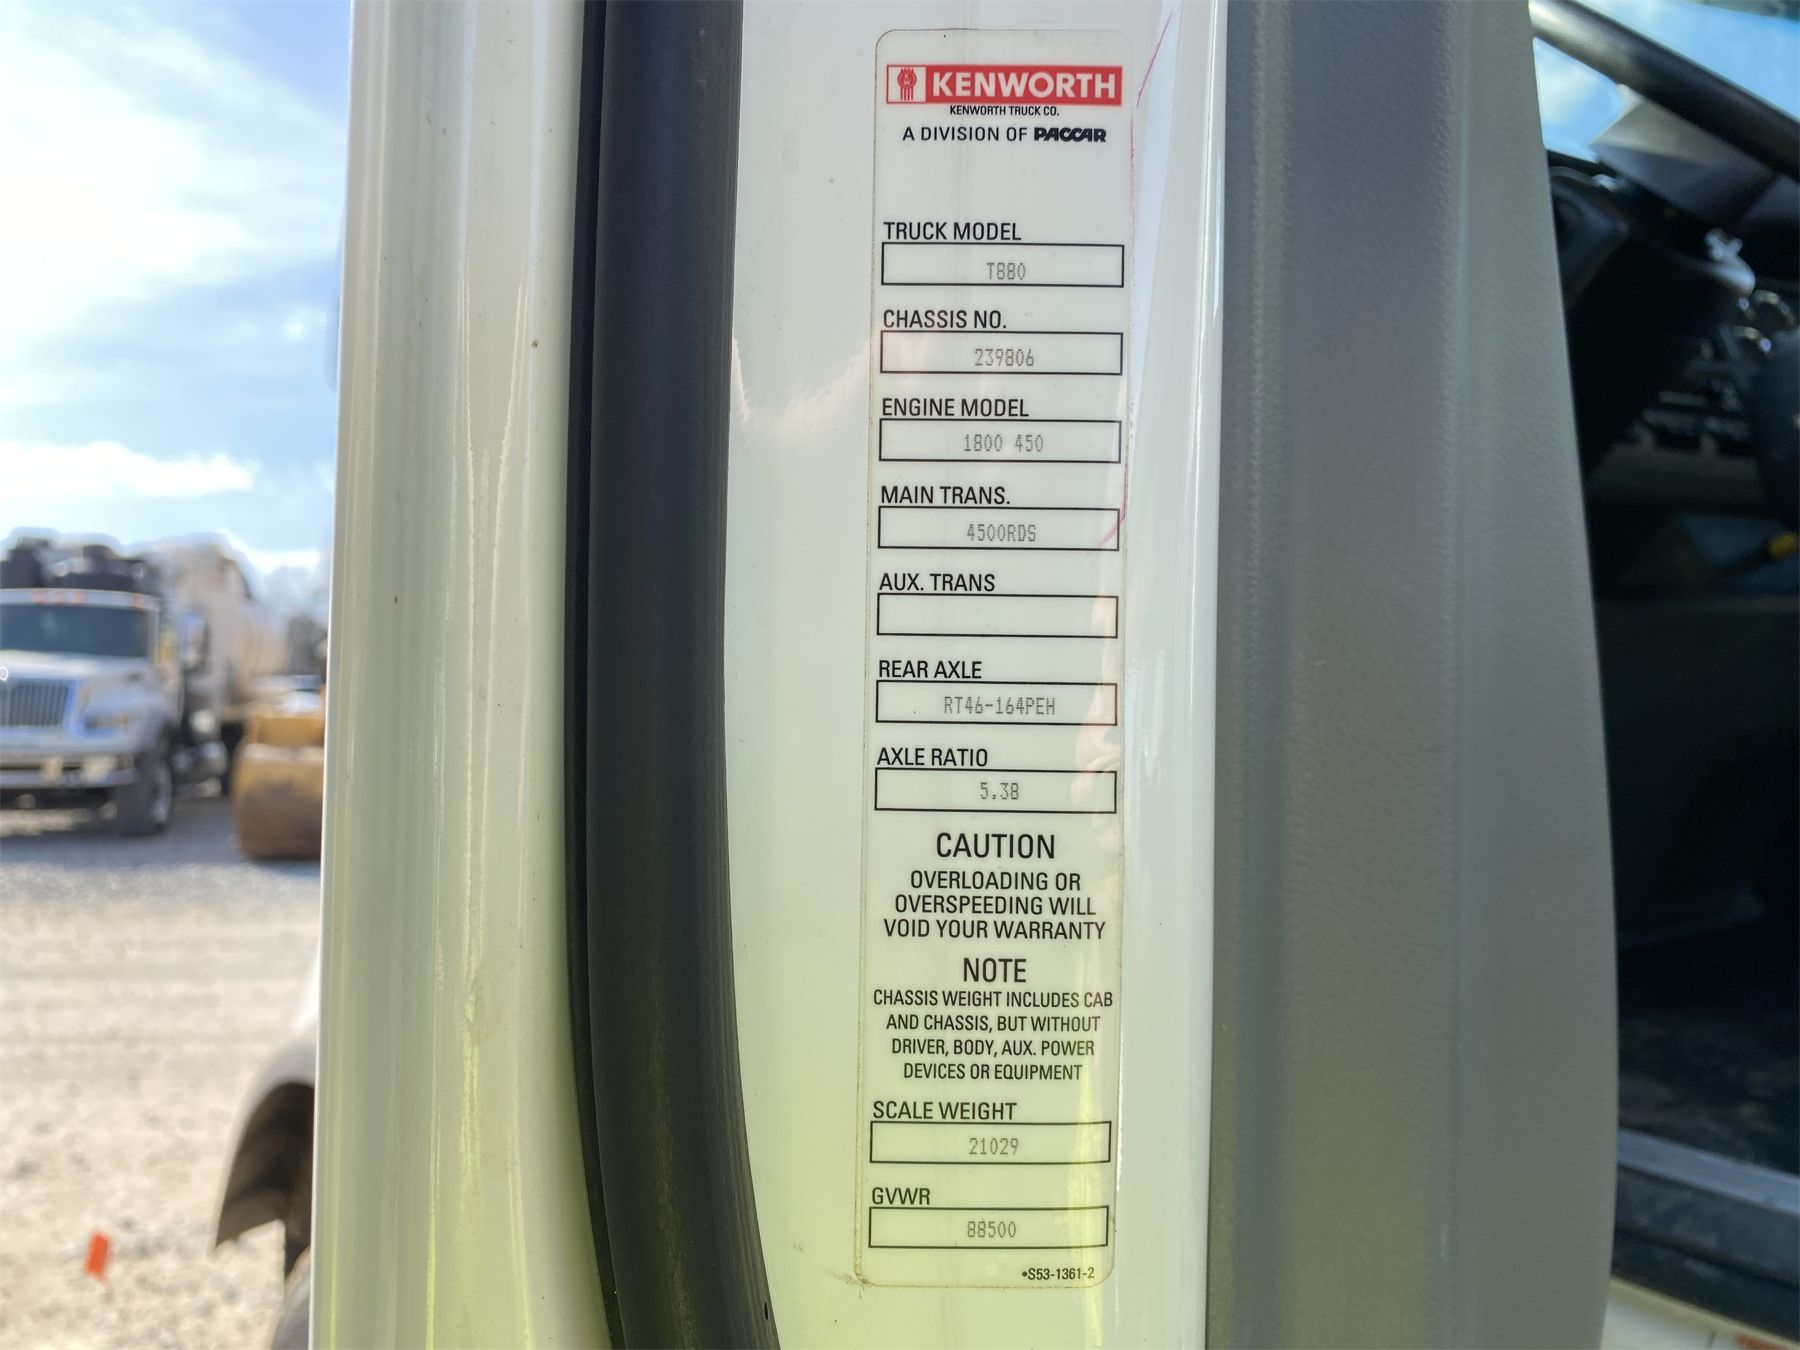 KENWORTH
KENWORTH TRUCK CO.
A DIVISION OF PACCAR
TRUCK MODEL
T880
CHASSIS NO.
239806
ENGINE MODEL
1800 450
MAIN TRANS.
4500RDS
AUX. TRANS
REAR AXLE
RT46-164PEH
AXLE RATIO
5.38
CAUTION
OVERLOADING OR
OVERSPEEDING WILL
VOID YOUR WARRANTY
NOTE
CHASSIS WEIGHT INCLUDES CAB
AND CHASSIS, BUT WITHOUT
DRIVER, BODY, AUX. POWER
DEVICES OR EQUIPMENT
SCALE WEIGHT
21029
GVWR
88500
•S53-1361-2